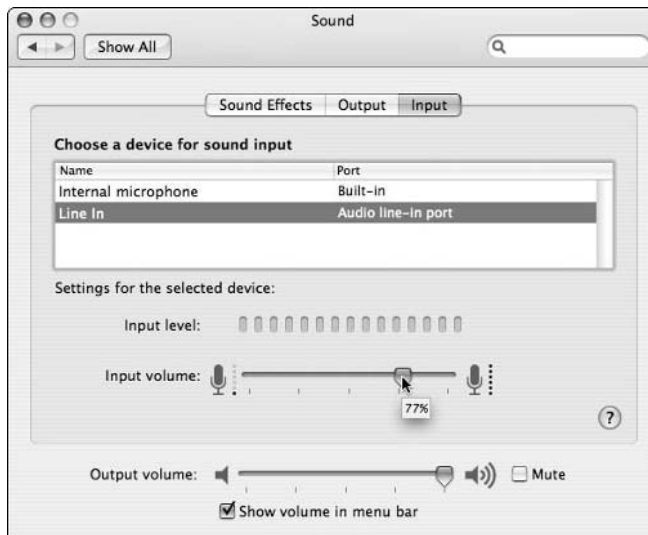 Sound
Show All
Sound Effects Output Input
Choose a device for sound input
Name Port
Internal microphone Built-in
Line In Audio line-in port
Settings for the selected device:
Input level:
Input volume:
77%
?
Output volume: Mute
Show volume in menu bar